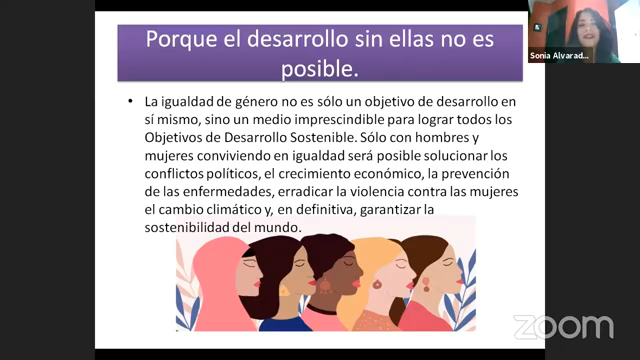 Porque el desarrollo sin ellas no es
posible.
• La igualdad de género no es sólo un objetivo de desarrollo en
sí mismo, sino un medio imprescindible para lograr todos los
Objetivos de Desarrollo Sostenible. Sólo con hombres y
mujeres conviviendo en igualdad será posible solucionar los
conflictos políticos, el crecimiento económico, la prevención
de las enfermedades, erradicar la violencia contra las mujeres
el cambio climático y, en definitiva, garantizar la
sostenibilidad del mundo.
Sonia Alvarad...
zoom